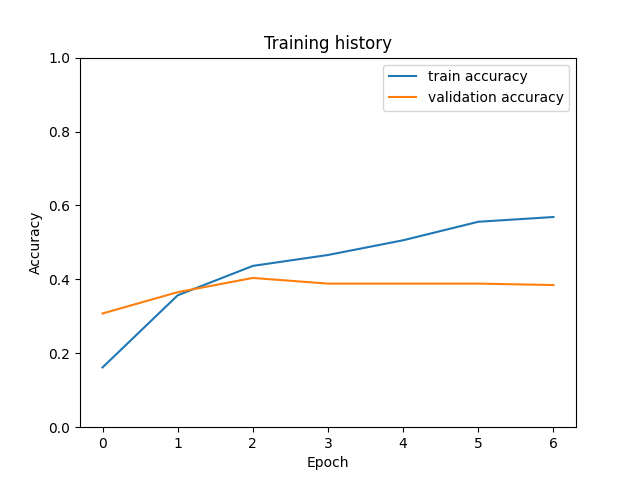 Training history
1.0
train accuracy
validation accuracy
0.8
0.6
Accuracy
0.4
0.2
0.0
0 1 2 3 4 5 6
Epoch